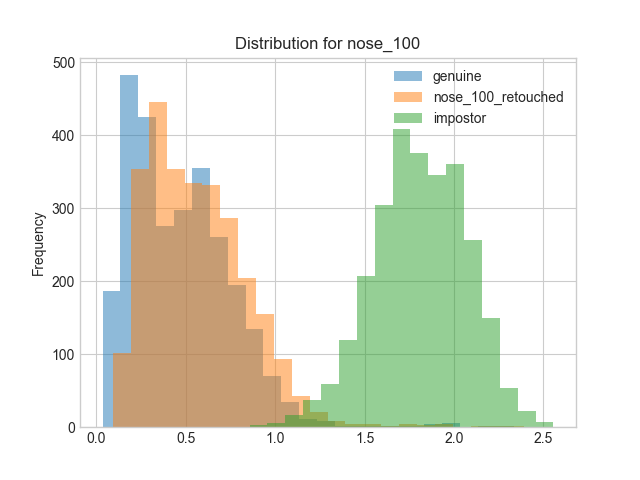 Distribution for nose_100
genuine
nose_100_retouched
impostor
Frequency
500
400
300
200
100
0
0.0 0.5 1.0 1.5 2.0 2.5